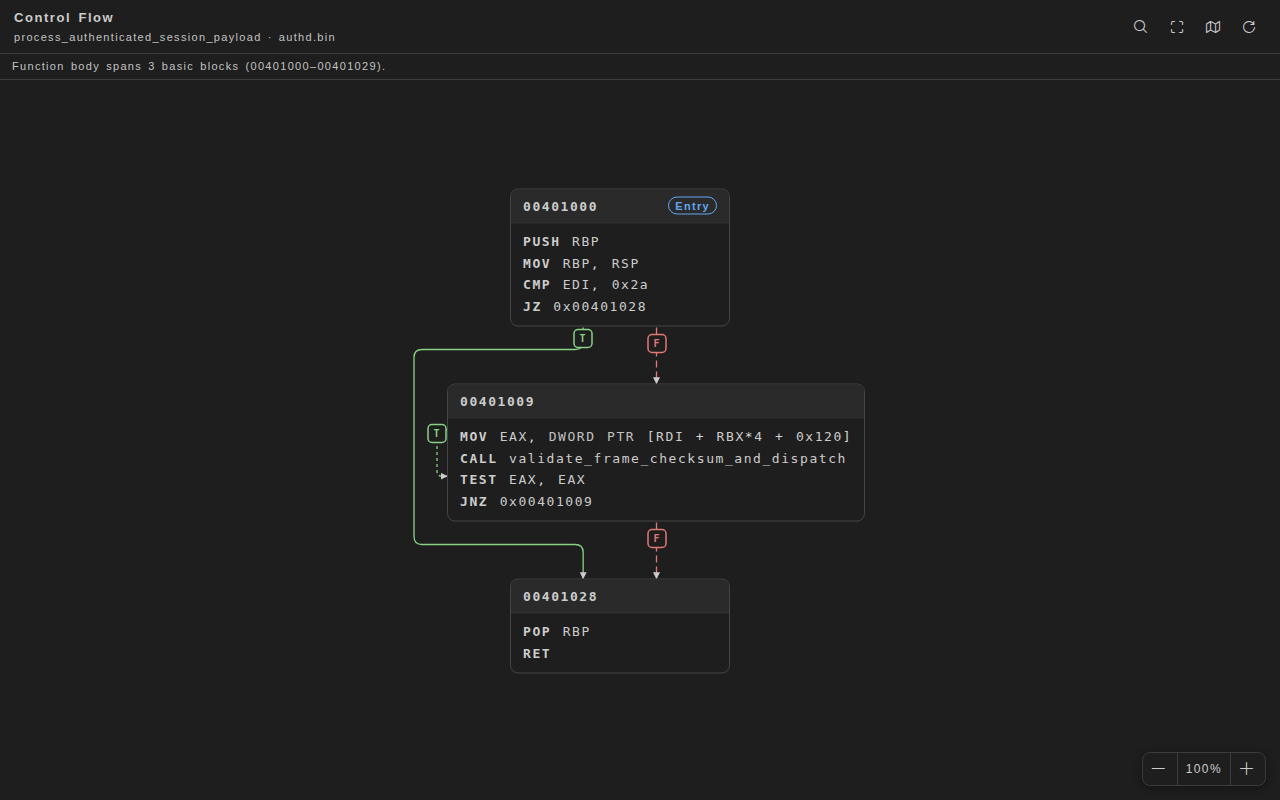 Control Flow
process_authenticated_session_payload · authd.bin
Function body spans 3 basic blocks (00401000–00401029).
00401000 Entry
PUSH RBP
MOV RBP, RSP
CMP EDI, 0x2a
JZ 0x00401028
T F
00401009
T
MOV EAX, DWORD PTR [RDI + RBX*4 + 0x120]
CALL validate_frame_checksum_and_dispatch
TEST EAX, EAX
JNZ 0x00401009
F
00401028
POP RBP
RET
100%